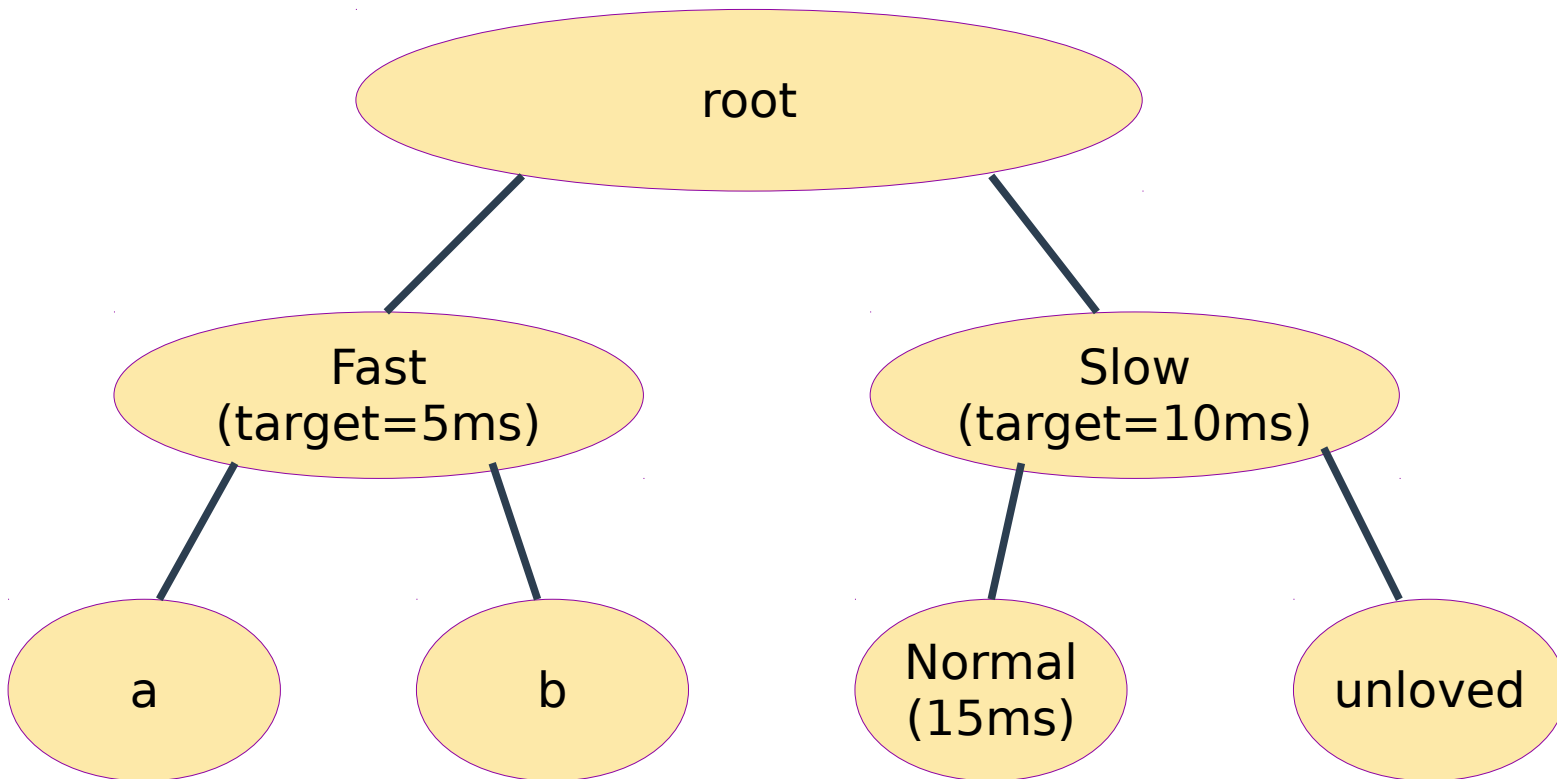 root
Fast
(target=5ms)
Slow
(target=10ms)
a
b
Normal
(15ms)
unloved